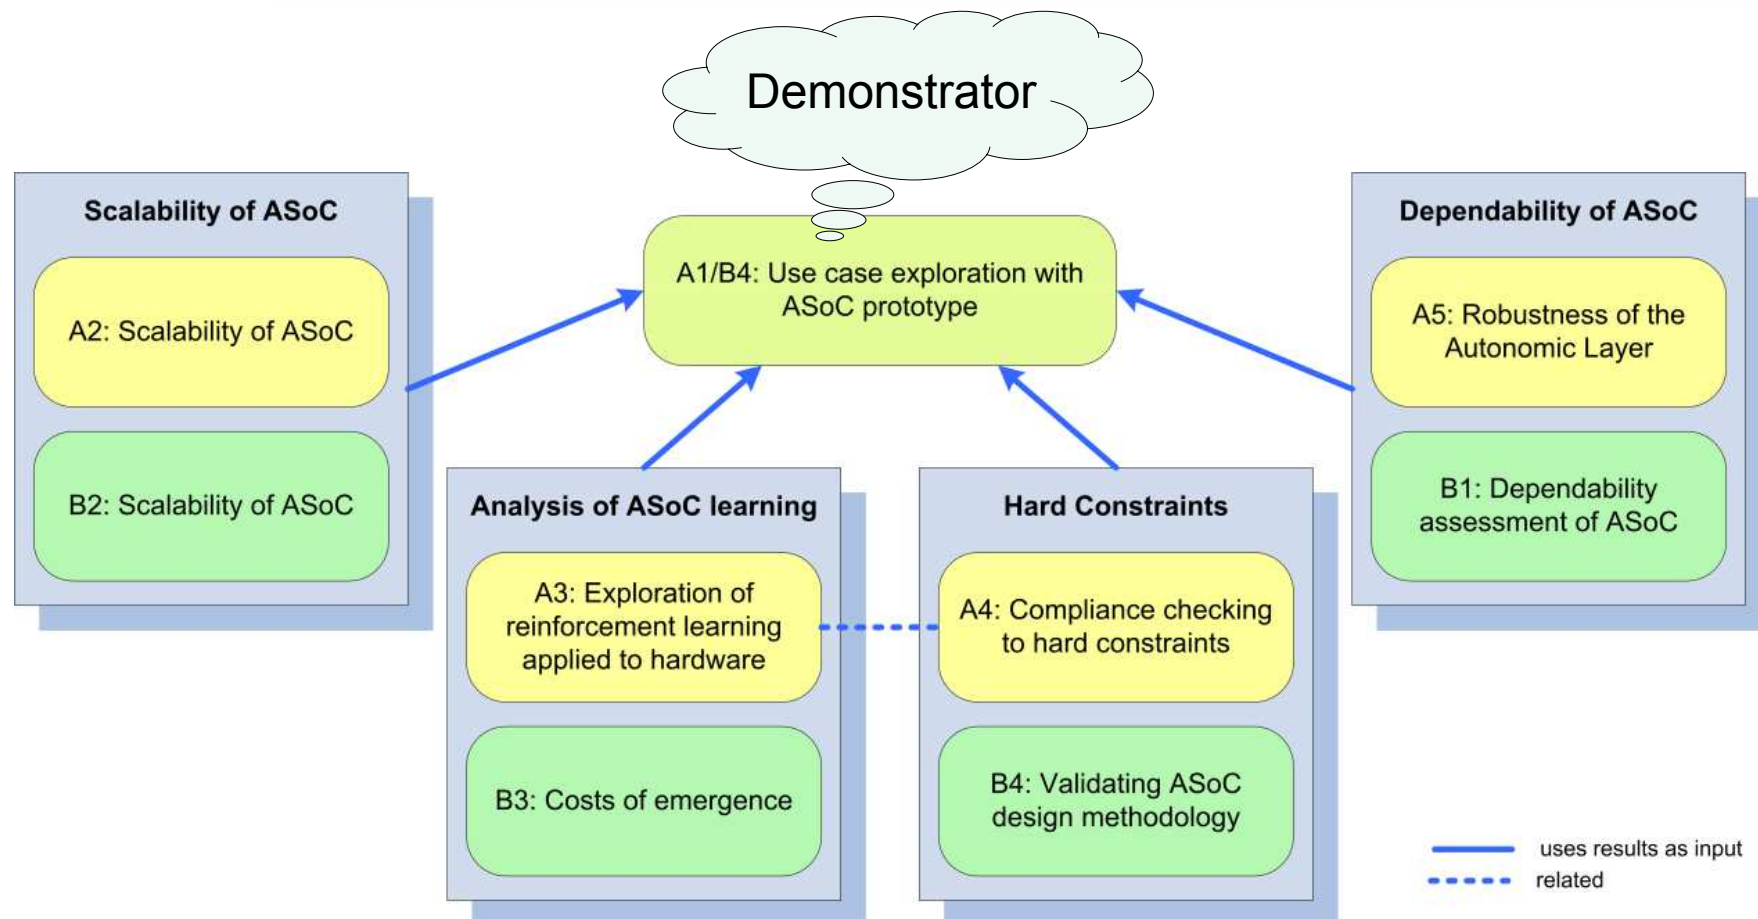 Demonstrator
Scalability of ASoC
A2: Scalability of ASoC
B2: Scalability of ASoC
A1/B4: Use case exploration with
ASoC prototype
Dependability of ASoC
A5: Robustness of the
Autonomic Layer
B1: Dependability
assessment of ASoC
Analysis of ASoC learning
A3: Exploration of
reinforcement learning
applied to hardware
B3: Costs of emergence
Hard Constraints
A4: Compliance checking
to hard constraints
B4: Validating ASoC
design methodology
uses results as input
related